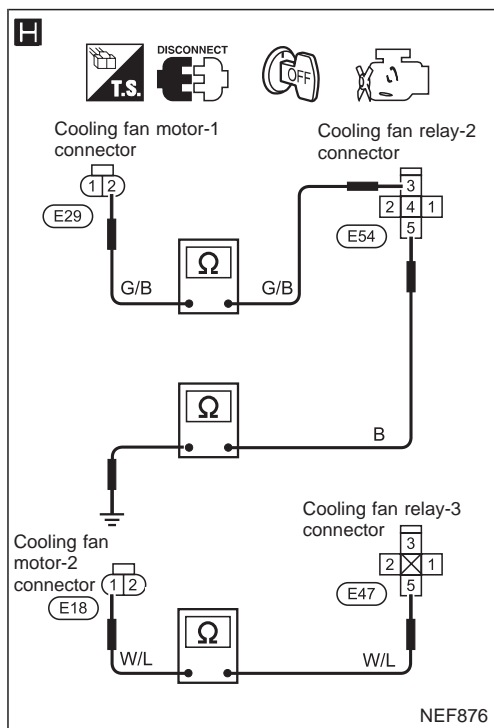 H
T.S.
DISCONNECT
OFF
Cooling fan motor-1
connector
1 2
E29
Cooling fan relay-2
connector
3
2 4 1
5
E54
Ω
G/B
G/B
Ω
B
Cooling fan
motor-2
connector
1 2
E18
Cooling fan relay-3
connector
3
2 1
5
E47
Ω
W/L
W/L
NEF876